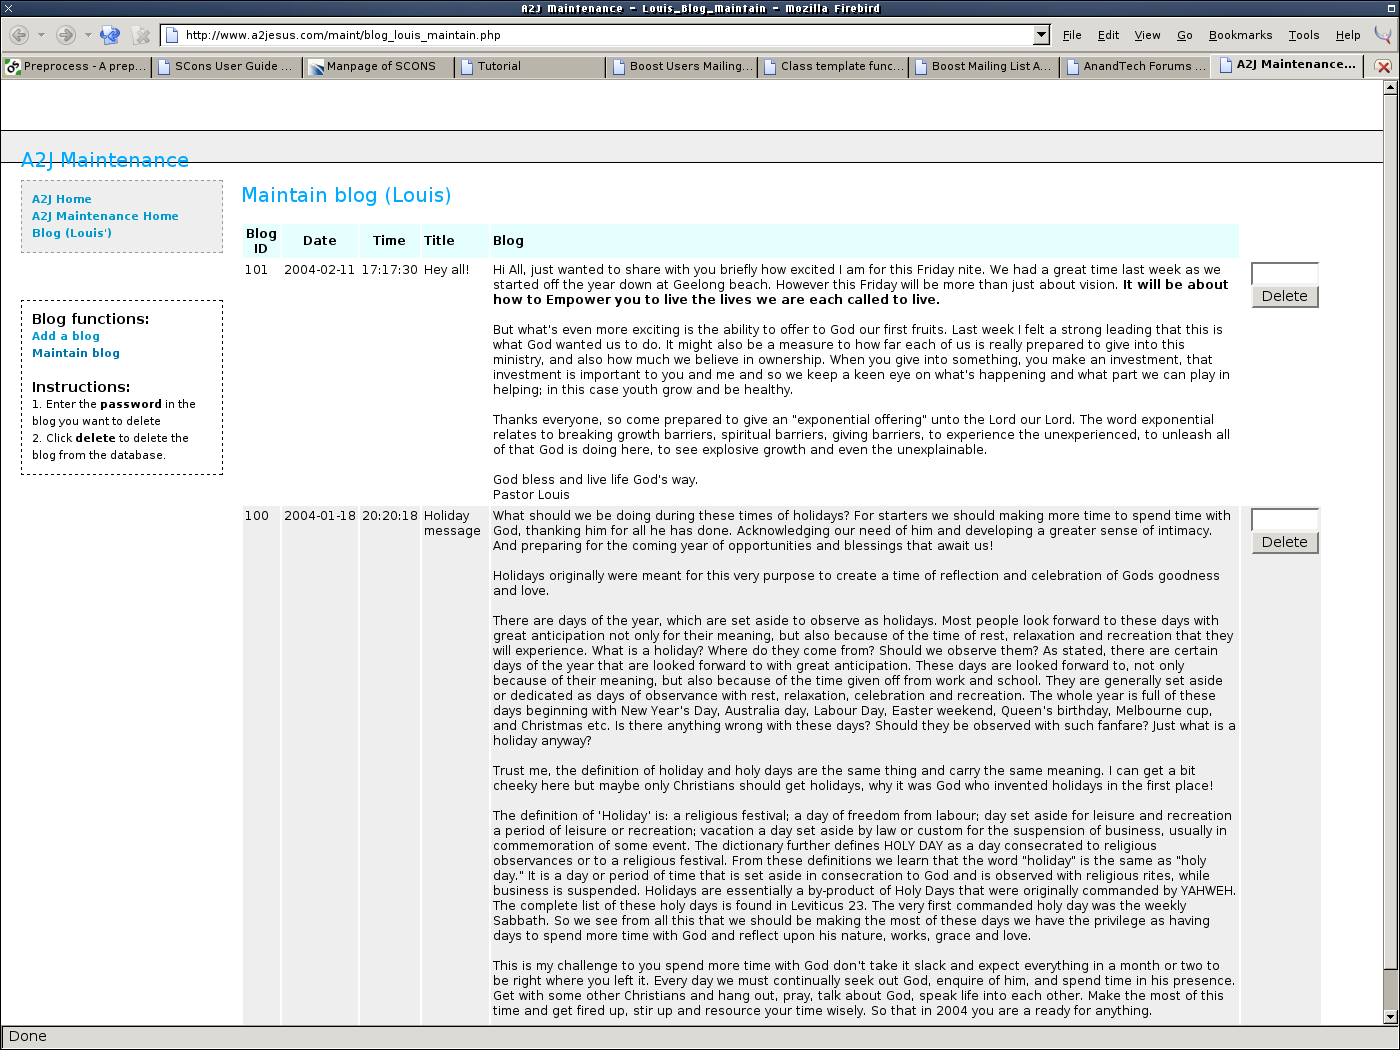 A2J Maintenance - Louis_Blog_Maintain - Mozilla Firebird
http://www.a2jesus.com/maint/blog_louis_maintain.php
File Edit View Go Bookmarks Tools Help
Preprocess - A prep... SCons User Guide ... Manpage of SCONS Tutorial Boost Users Mailing... Class template func... Boost Mailing List A... AnandTech Forums ... A2J Maintenance...
A2J Maintenance
A2J Home
A2J Maintenance Home
Blog (Louis')
Blog functions:
Add a blog
Maintain blog
Instructions:
1. Enter the password in the
blog you want to delete
2. Click delete to delete the
blog from the database.
Maintain blog (Louis)
Blog ID Date Time Title Blog
101 2004-02-11 17:17:30 Hey all!
Hi All, just wanted to share with you briefly how excited I am for this Friday nite. We had a great time last week as we
started off the year down at Geelong beach. However this Friday will be more than just about vision. It will be about
how to Empower you to live the lives we are each called to live.
But what's even more exciting is the ability to offer to God our first fruits. Last week I felt a strong leading that this is
what God wanted us to do. It might also be a measure to how far each of us is really prepared to give into this
ministry, and also how much we believe in ownership. When you give into something, you make an investment, that
investment is important to you and me and so we keep a keen eye on what's happening and what part we can play in
helping; in this case youth grow and be healthy.
Thanks everyone, so come prepared to give an "exponential offering" unto the Lord our Lord. The word exponential
relates to breaking growth barriers, spiritual barriers, giving barriers, to experience the unexperienced, to unleash all
of that God is doing here, to see explosive growth and even the unexplainable.
God bless and live life God's way.
Pastor Louis
Delete
100 2004-01-18 20:20:18 Holiday
message
What should we be doing during these times of holidays? For starters we should making more time to spend time with
God, thanking him for all he has done. Acknowledging our need of him and developing a greater sense of intimacy.
And preparing for the coming year of opportunities and blessings that await us!
Holidays originally were meant for this very purpose to create a time of reflection and celebration of Gods goodness
and love.
There are days of the year, which are set aside to observe as holidays. Most people look forward to these days with
great anticipation not only for their meaning, but also because of the time of rest, relaxation and recreation that they
will experience. What is a holiday? Where do they come from? Should we observe them? As stated, there are certain
days of the year that are looked forward to with great anticipation. These days are looked forward to, not only
because of their meaning, but also because of the time given off from work and school. They are generally set aside
or dedicated as days of observance with rest, relaxation, celebration and recreation. The whole year is full of these
days beginning with New Year's Day, Australia day, Labour Day, Easter weekend, Queen's birthday, Melbourne cup,
and Christmas etc. Is there anything wrong with these days? Should they be observed with such fanfare? Just what is a
holiday anyway?
Trust me, the definition of holiday and holy days are the same thing and carry the same meaning. I can get a bit
cheeky here but maybe only Christians should get holidays, why it was God who invented holidays in the first place!
The definition of 'Holiday' is: a religious festival; a day of freedom from labour; day set aside for leisure and recreation
a period of leisure or recreation; vacation a day set aside by law or custom for the suspension of business, usually in
commemoration of some event. The dictionary further defines HOLY DAY as a day consecrated to religious
observances or to a religious festival. From these definitions we learn that the word "holiday" is the same as "holy
day." It is a day or period of time that is set aside in consecration to God and is observed with religious rites, while
business is suspended. Holidays are essentially a by-product of Holy Days that were originally commanded by YAHWEH.
The complete list of these holy days is found in Leviticus 23. The very first commanded holy day was the weekly
Sabbath. So we see from all this that we should be making the most of these days we have the privilege as having
days to spend more time with God and reflect upon his nature, works, grace and love.
This is my challenge to you spend more time with God don't take it slack and expect everything in a month or two to
be right where you left it. Every day we must continually seek out God, enquire of him, and spend time in his presence.
Get with some other Christians and hang out, pray, talk about God, speak life into each other. Make the most of this
time and get fired up, stir up and resource your time wisely. So that in 2004 you are a ready for anything.
Delete
Done